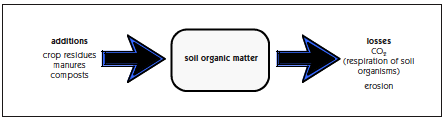 additions
crop residues
manures
composts
soil organic matter
losses
CO₂
(respiration of soil
organisms)
erosion